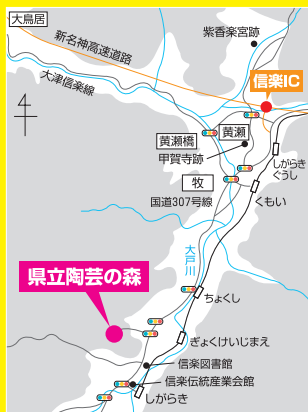 大鳥居
紫香楽宮跡
新名神高速道路
大津信楽線
信楽IC
黄瀬橋
黄瀬
甲賀寺跡
しがらき
ぐうし
牧
国道307号線
くもい
大戸川
県立陶芸の森
ちょくし
ぎょくけいじまえ
信楽図書館
信楽伝統産業会館
しがらき